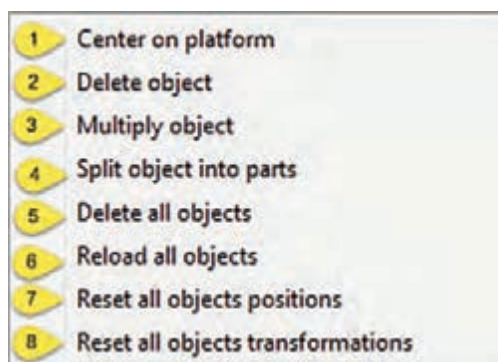 1 Center on platform
2 Delete object
3 Multiply object
4 Split object into parts
5 Delete all objects
6 Reload all objects
7 Reset all objects positions
8 Reset all objects transformations